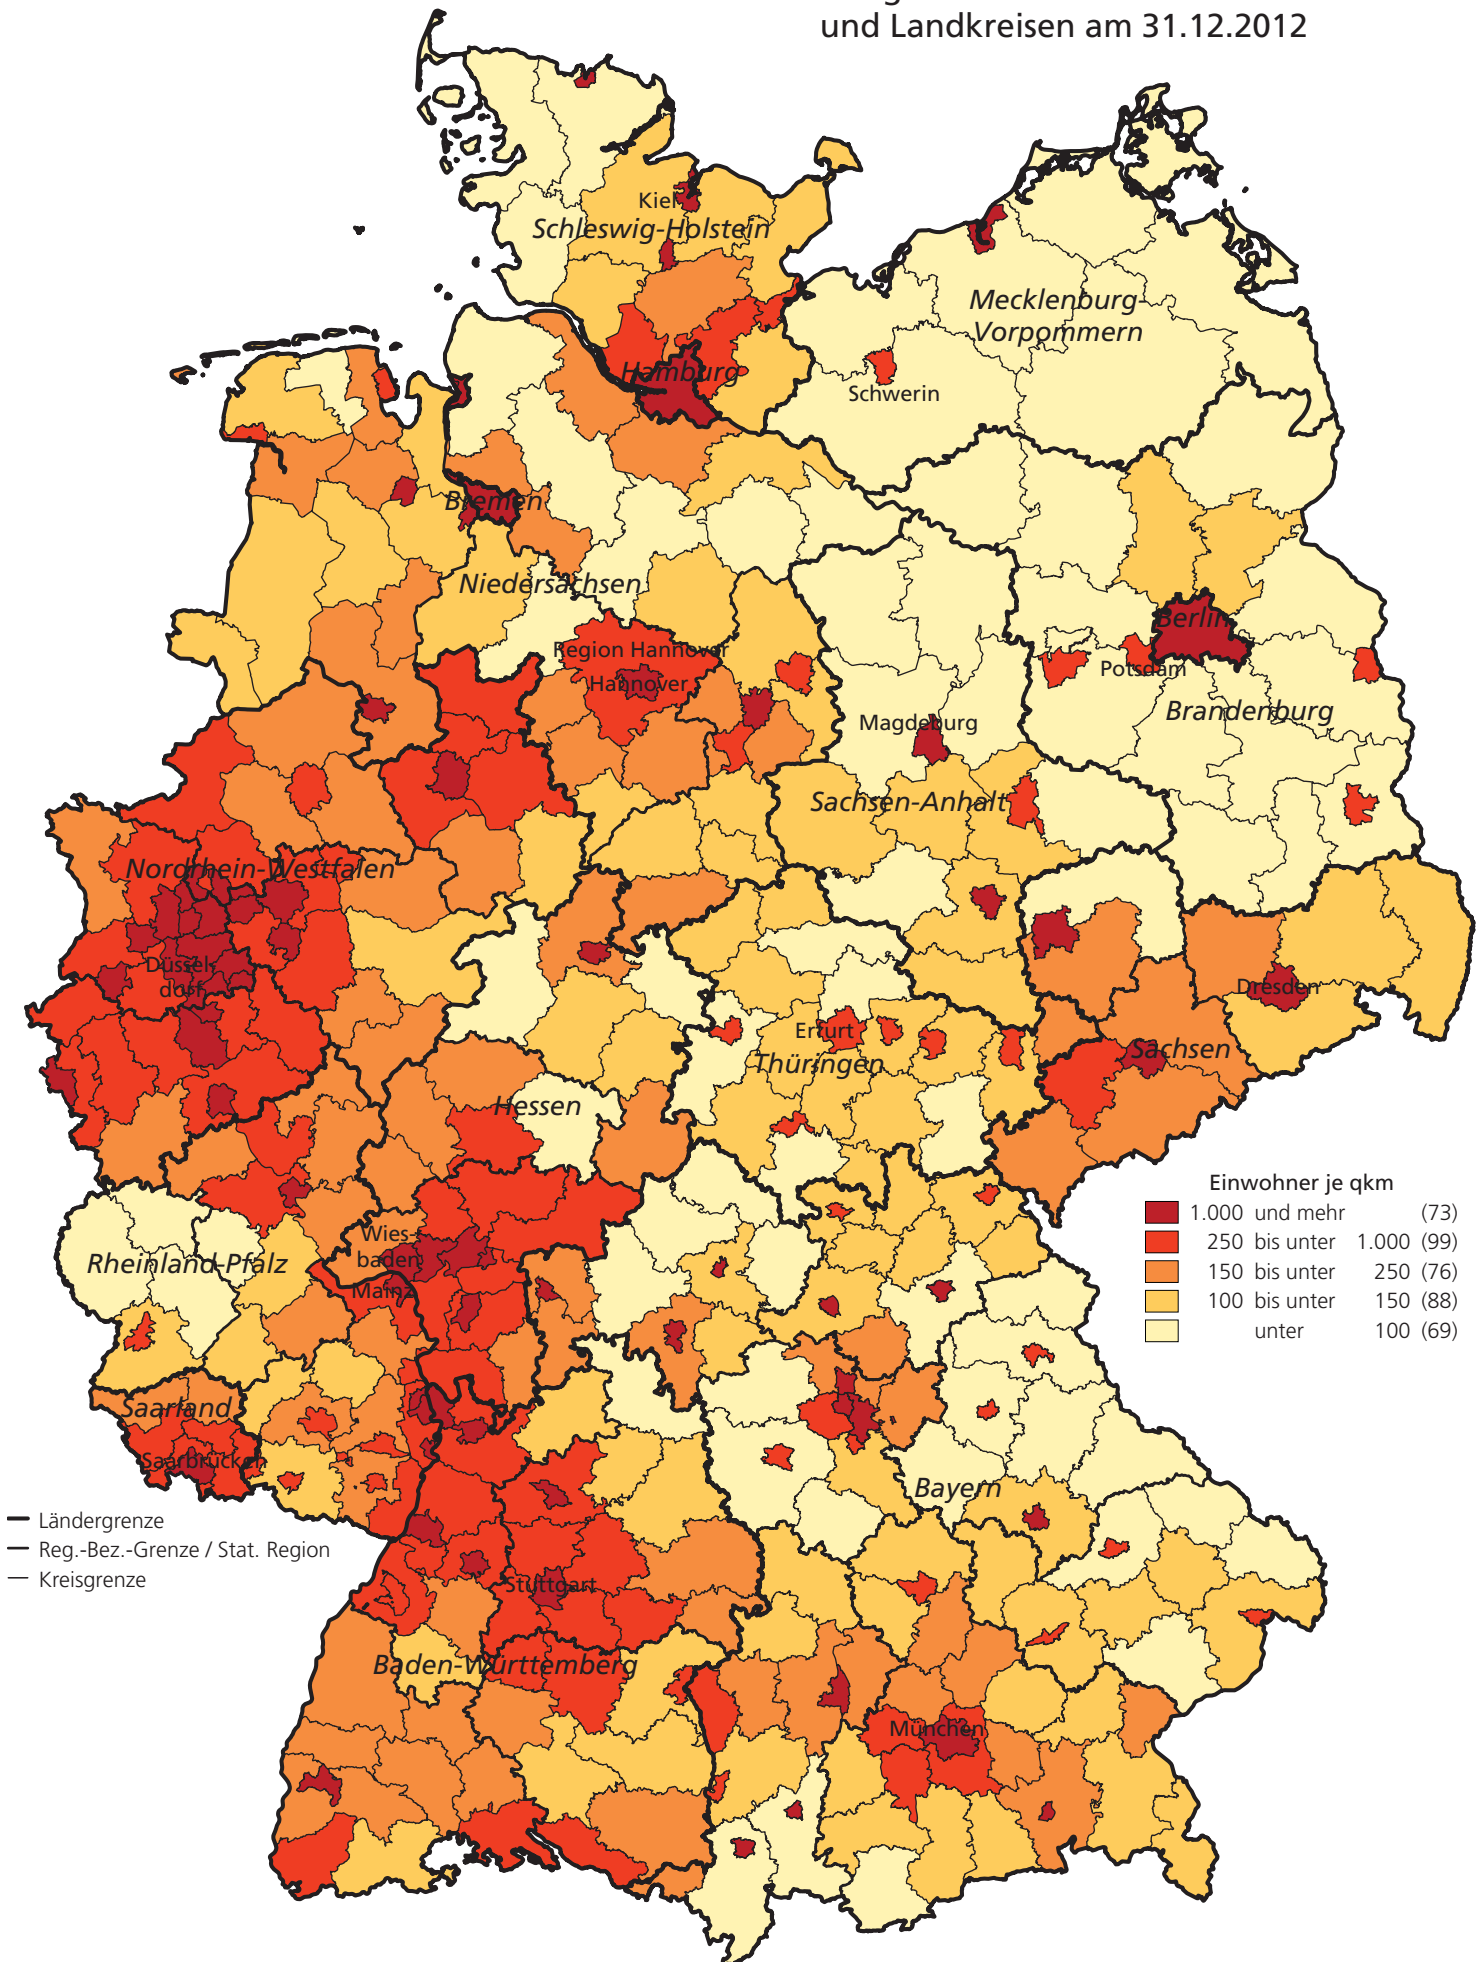 und Landkreisen am 31.12.2012
Kiel
Schleswig-Holstein
Mecklenburg-
Vorpommern
Hamburg
Schwerin
Bremen
Niedersachsen
Berlin
Region Hannover
Hannover
Potsdam
Brandenburg
Magdeburg
Sachsen-Anhalt
Nordrhein-Westfalen
Düssel-
dorf
Dresden
Erfurt
Thüringen
Sachsen
Hessen
Einwohner je qkm
1.000 und mehr (73)
250 bis unter 1.000 (99)
150 bis unter 250 (76)
100 bis unter 150 (88)
unter 100 (69)
Wies-
baden
Rheinland-Pfalz
Mainz
Saarland
Saarbrücken
Bayern
Ländergrenze
Reg.-Bez.-Grenze / Stat. Region
Kreisgrenze
Stuttgart
Baden-Württemberg
München